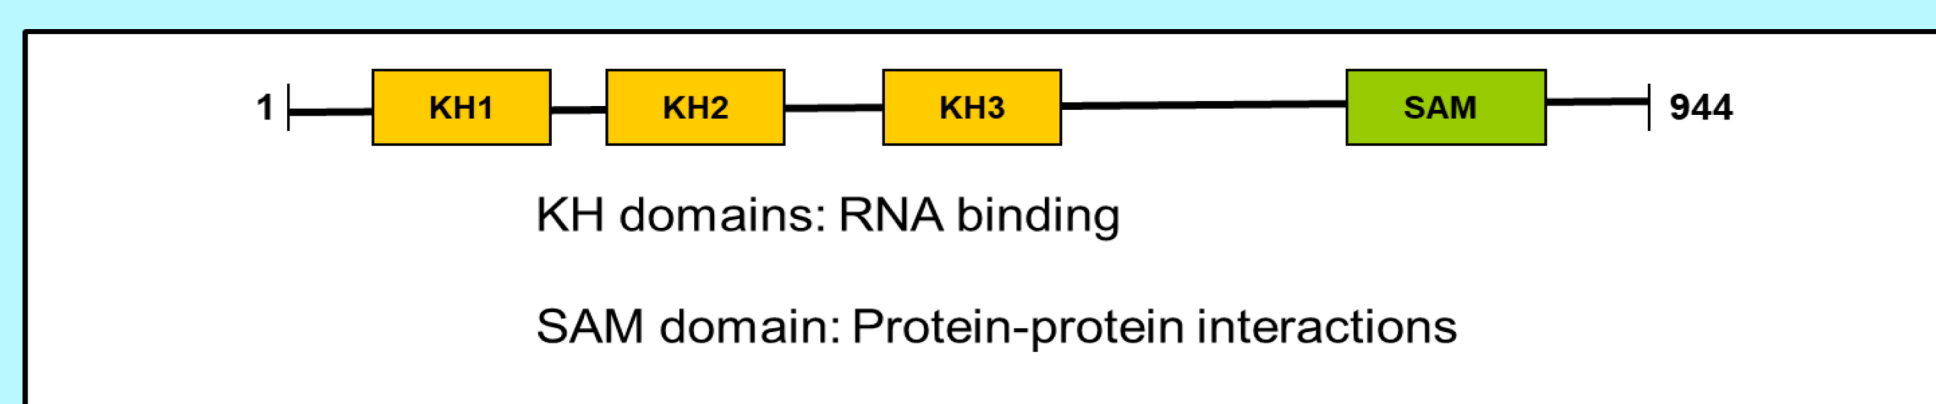 1 KH1 KH2 KH3 SAM 944
KH domains: RNA binding
SAM domain: Protein-protein interactions